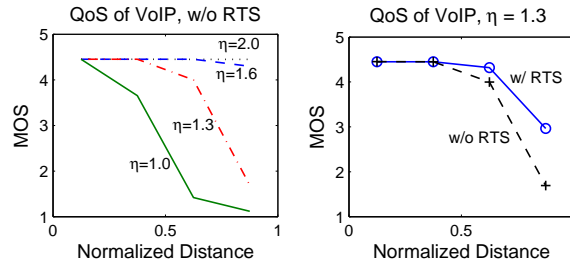 QoS of VoIP, w/o RTS
5
4
3
2
1
0
0.5
1
MOS
Normalized Distance
η=2.0
η=1.6
η=1.3
η=1.0
QoS of VoIP, η = 1.3
5
4
3
2
1
0
0.5
1
MOS
Normalized Distance
w/ RTS
w/o RTS